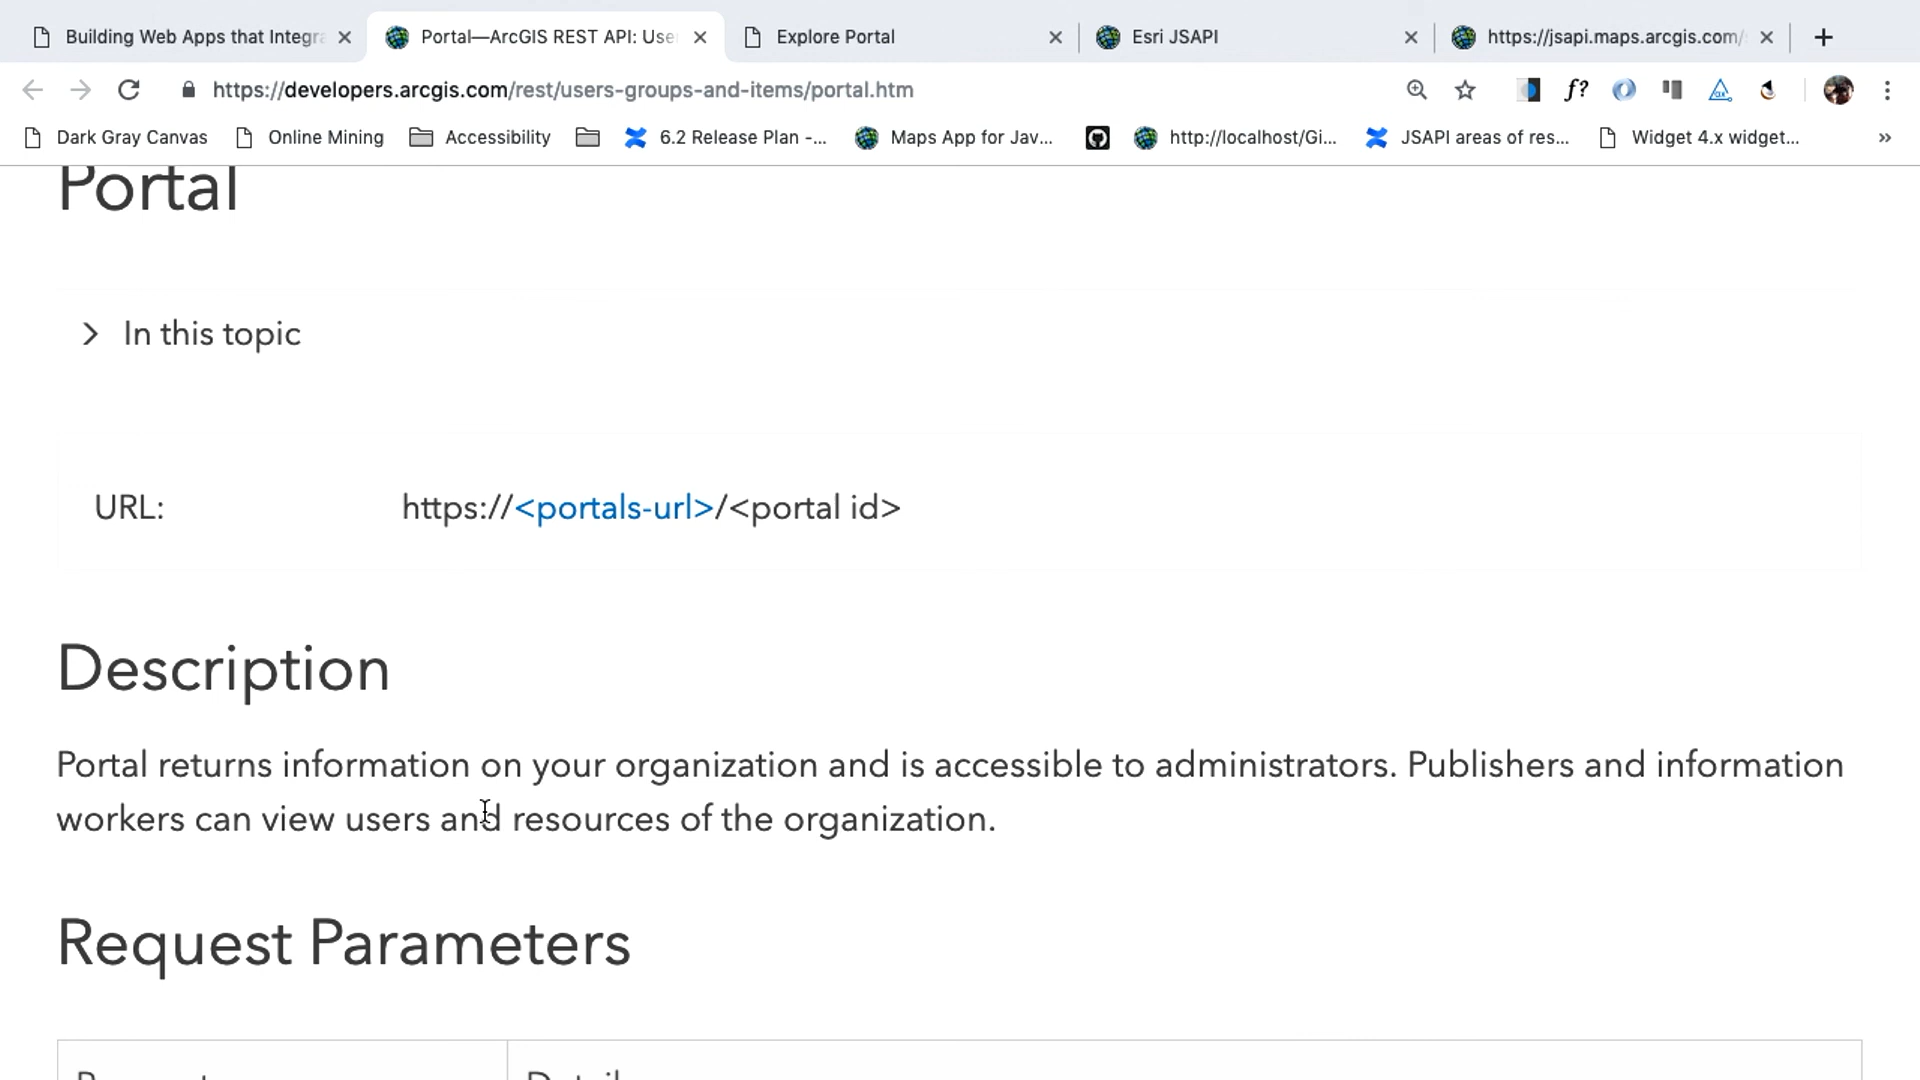 Building Web Apps that Integra
Portal—ArcGIS REST API: Use
Explore Portal
Esri JSAPI
https://jsapi.maps.arcgis.com/
https://developers.arcgis.com/rest/users-groups-and-items/portal.htm
f?
Dark Gray Canvas
Online Mining
Accessibility
6.2 Release Plan -...
Maps App for Jav...
http://localhost/Gi...
JSAPI areas of res...
Widget 4.x widget...
»
Portal
In this topic
URL: https://<portals-url>/<portal id>
Description
Portal returns information on your organization and is accessible to administrators. Publishers and information
workers can view users and resources of the organization.
Request Parameters